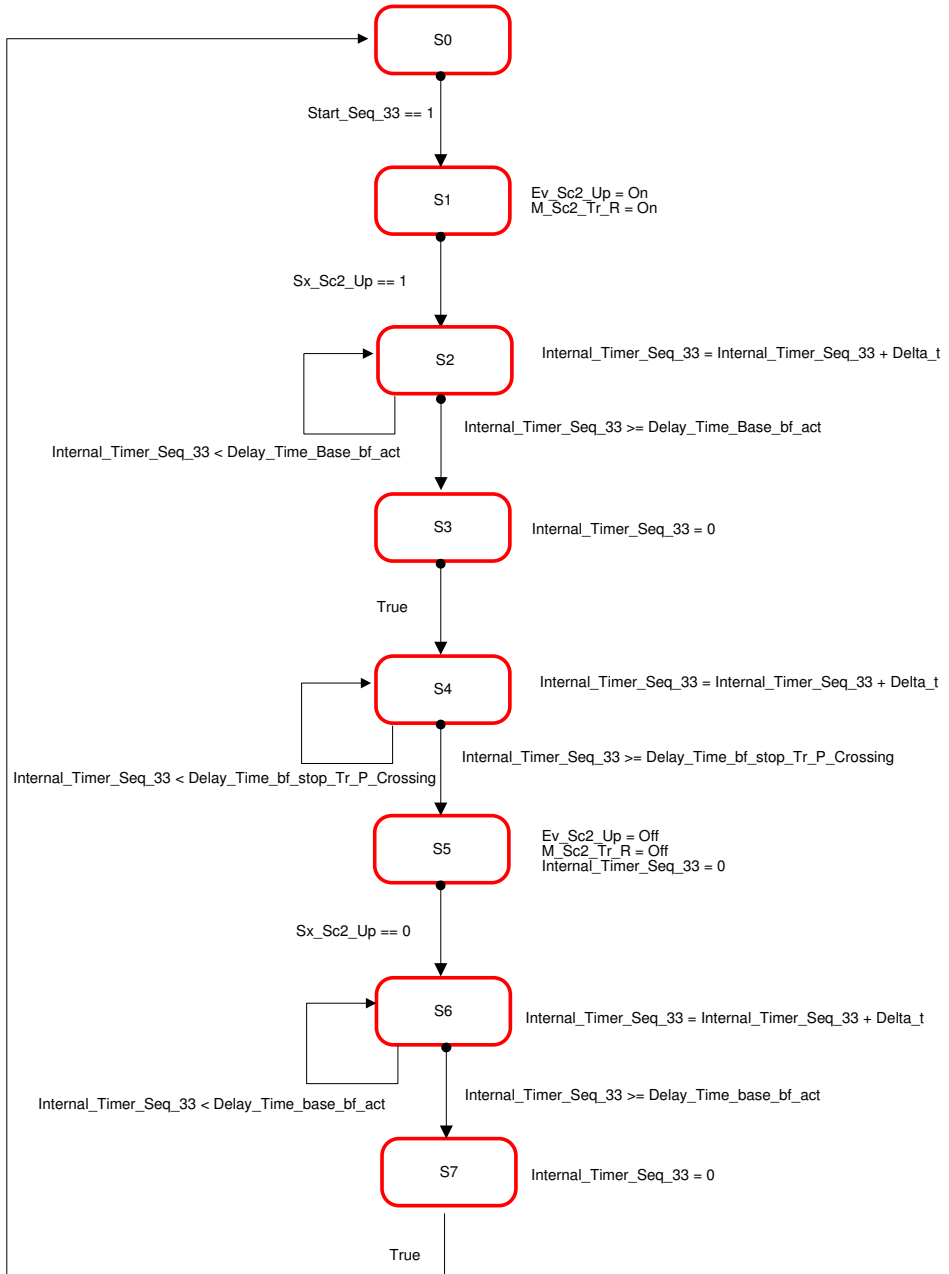 S0
Start_Seq_33 == 1
S1
Ev_Sc2_Up = On
M_Sc2_Tr_R = On
Sx_Sc2_Up == 1
S2
Internal_Timer_Seq_33 = Internal_Timer_Seq_33 + Delta_t
Internal_Timer_Seq_33 >= Delay_Time_Base_bf_act
Internal_Timer_Seq_33 < Delay_Time_Base_bf_act
S3
Internal_Timer_Seq_33 = 0
True
S4
Internal_Timer_Seq_33 = Internal_Timer_Seq_33 + Delta_t
Internal_Timer_Seq_33 >= Delay_Time_bf_stop_Tr_P_Crossing
Internal_Timer_Seq_33 < Delay_Time_bf_stop_Tr_P_Crossing
S5
Ev_Sc2_Up = Off
M_Sc2_Tr_R = Off
Internal_Timer_Seq_33 = 0
Sx_Sc2_Up == 0
S6
Internal_Timer_Seq_33 = Internal_Timer_Seq_33 + Delta_t
Internal_Timer_Seq_33 >= Delay_Time_base_bf_act
Internal_Timer_Seq_33 < Delay_Time_base_bf_act
S7
Internal_Timer_Seq_33 = 0
True